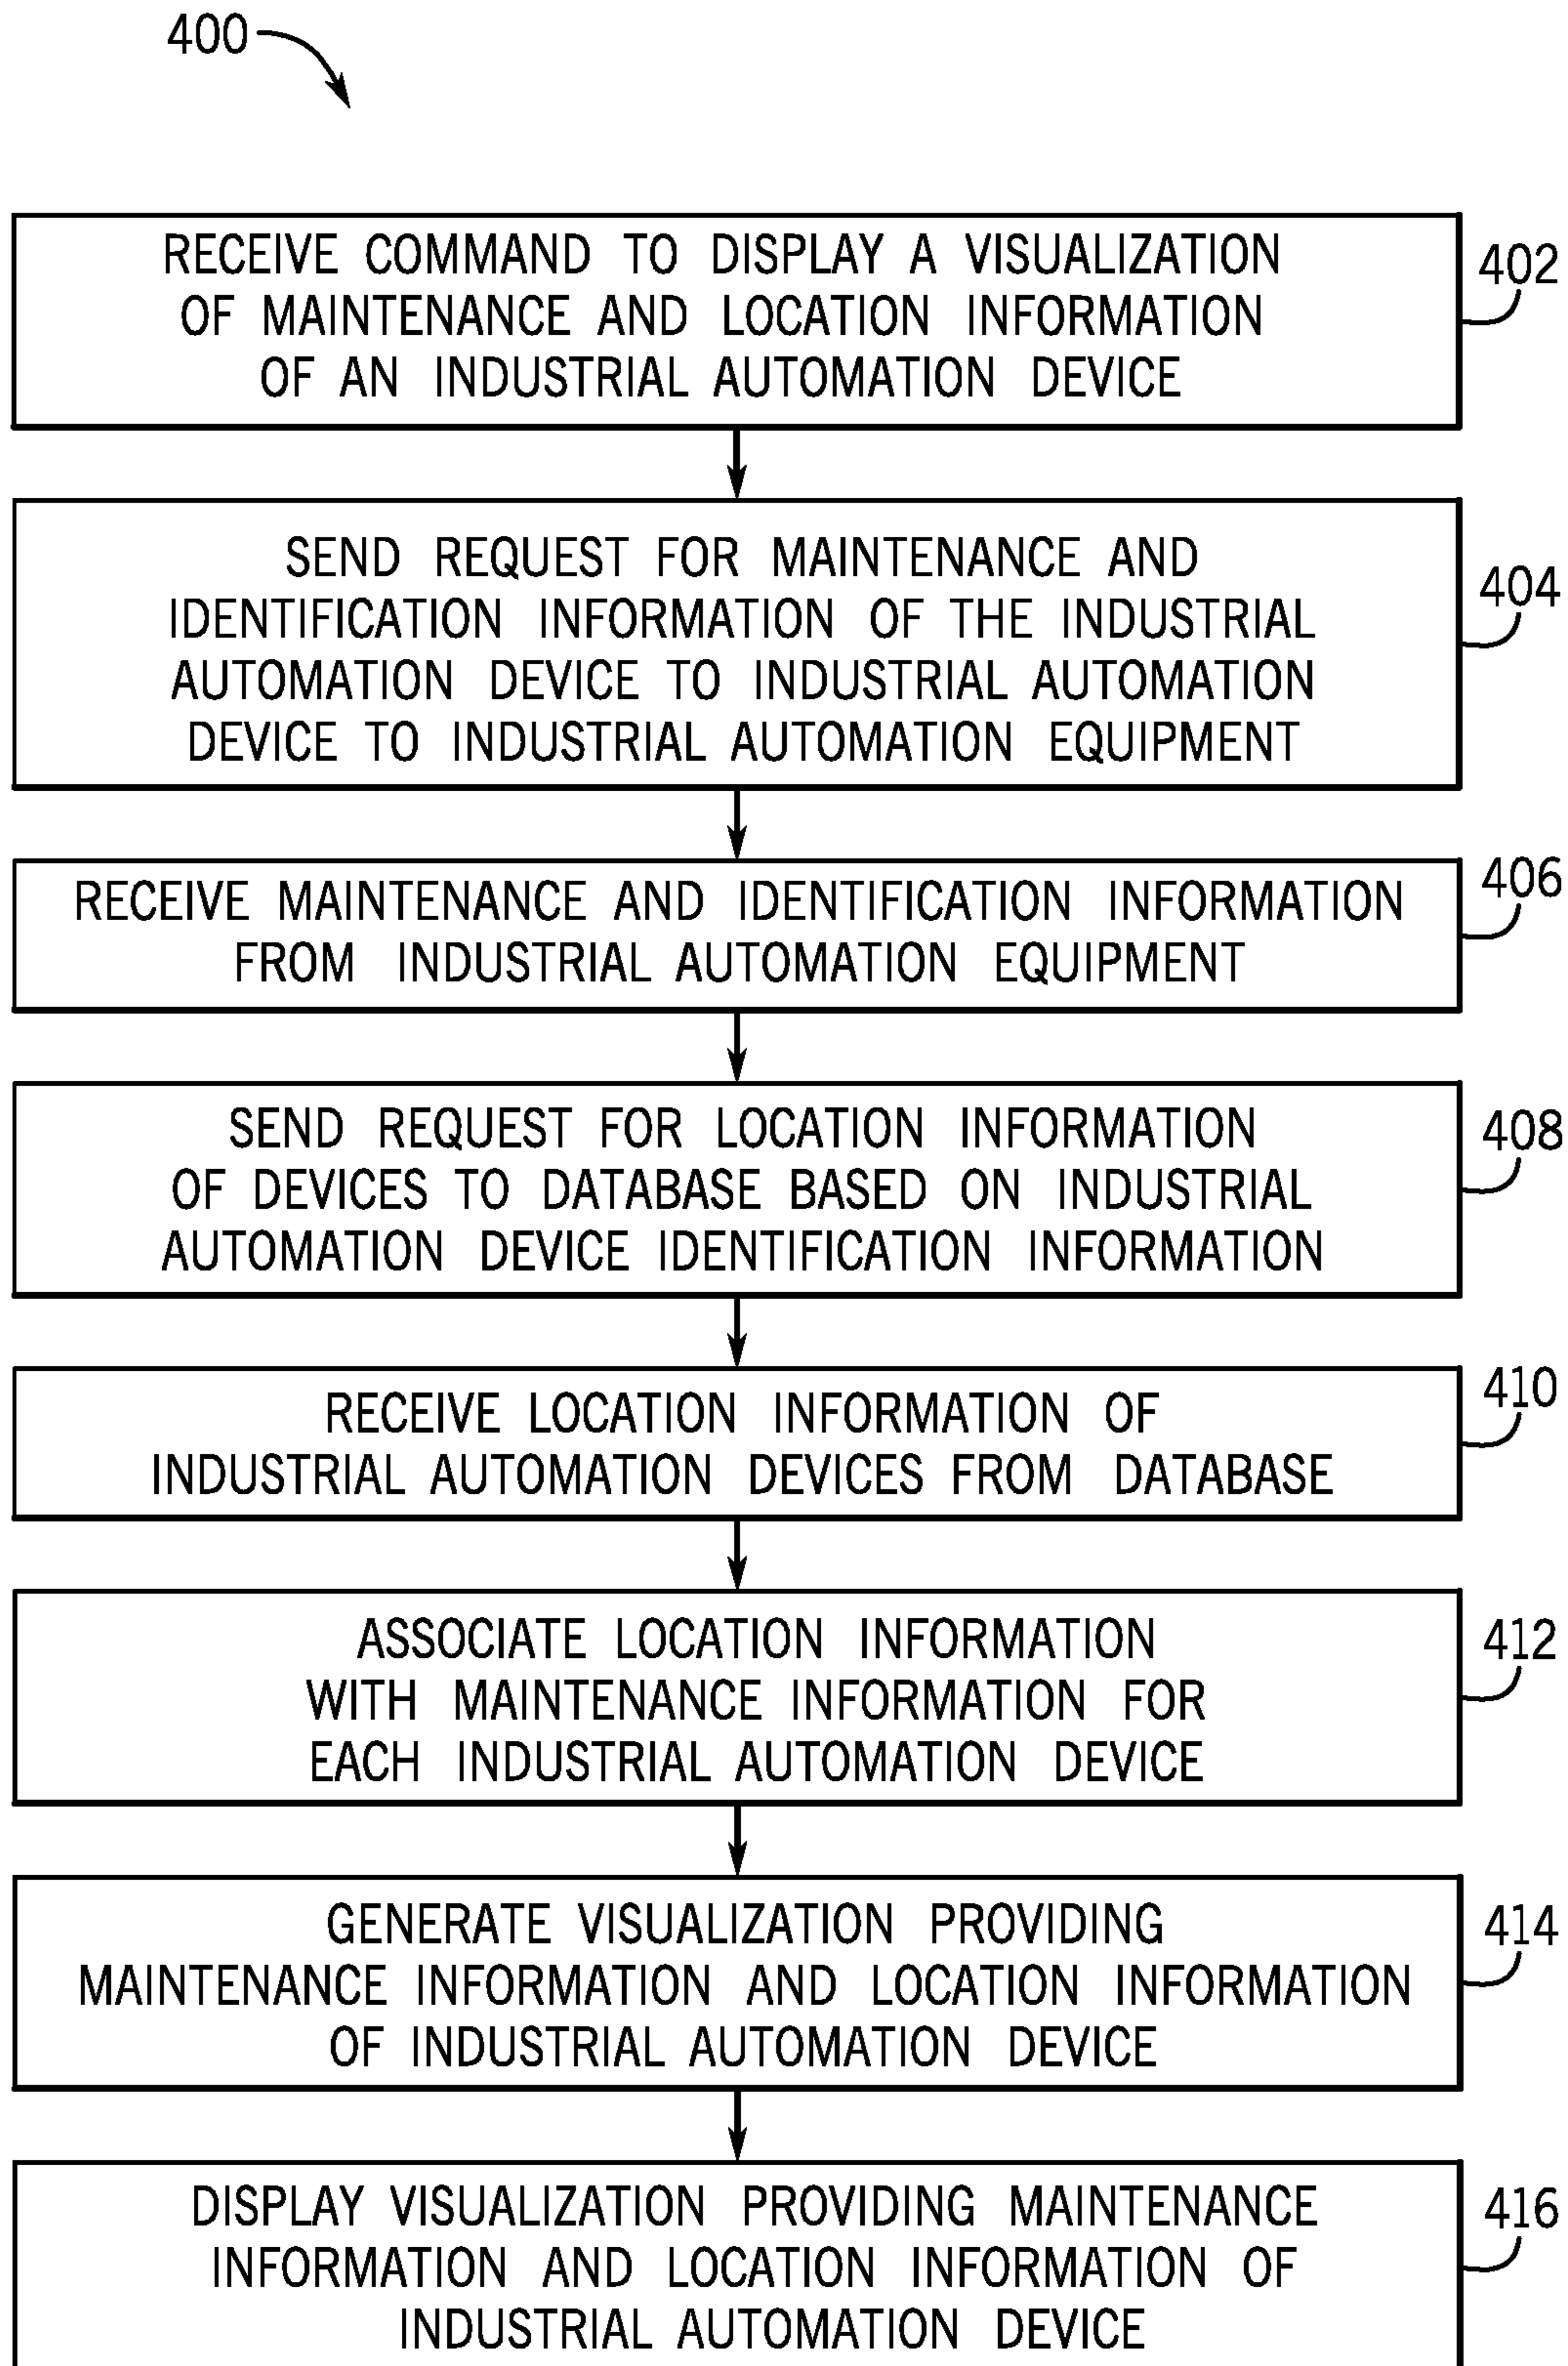 400
RECEIVE COMMAND TO DISPLAY A VISUALIZATION
OF MAINTENANCE AND LOCATION INFORMATION
OF AN INDUSTRIAL AUTOMATION DEVICE
402
SEND REQUEST FOR MAINTENANCE AND
IDENTIFICATION INFORMATION OF THE INDUSTRIAL
AUTOMATION DEVICE TO INDUSTRIAL AUTOMATION
DEVICE TO INDUSTRIAL AUTOMATION EQUIPMENT
404
RECEIVE MAINTENANCE AND IDENTIFICATION INFORMATION
FROM INDUSTRIAL AUTOMATION EQUIPMENT
406
SEND REQUEST FOR LOCATION INFORMATION
OF DEVICES TO DATABASE BASED ON INDUSTRIAL
AUTOMATION DEVICE IDENTIFICATION INFORMATION
408
RECEIVE LOCATION INFORMATION OF
INDUSTRIAL AUTOMATION DEVICES FROM DATABASE
410
ASSOCIATE LOCATION INFORMATION
WITH MAINTENANCE INFORMATION FOR
EACH INDUSTRIAL AUTOMATION DEVICE
412
GENERATE VISUALIZATION PROVIDING
MAINTENANCE INFORMATION AND LOCATION INFORMATION
OF INDUSTRIAL AUTOMATION DEVICE
414
DISPLAY VISUALIZATION PROVIDING MAINTENANCE
INFORMATION AND LOCATION INFORMATION OF
INDUSTRIAL AUTOMATION DEVICE
416